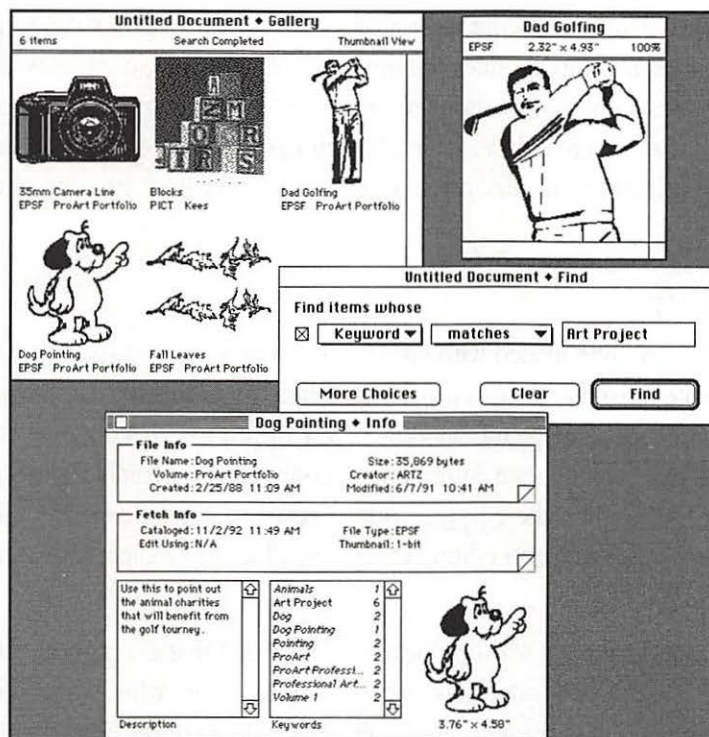 Untitled Document ♦ Gallery
6 items Search Completed Thumbnail View
35mm Camera Line
EPSF ProArt Portfolio
Blocks
PICT Kees
Dad Golfing
EPSF ProArt Portfolio
Dog Pointing
EPSF ProArt Portfolio
Fall Leaves
EPSF ProArt Portfolio
Dad Golfing
EPSF 2.32" x 4.93" 100%
Untitled Document ♦ Find
Find items whose
Keyword matches Art Project
More Choices Clear Find
Dog Pointing ♦ Info
File Info
File Name: Dog Pointing Size: 35,869 bytes
Volume: ProArt Portfolio Creator: ARTZ
Created: 2/25/88 11:09 AM Modified: 6/7/91 10:41 AM
Fetch Info
Cataloged: 11/2/92 11:49 AM File Type: EPSF
Edit Using: N/A Thumbnail: 1-bit
Use this to point out
the animal charities
that will benefit from
the golf tourney.
Animals 1
Art Project 6
Dog 2
Dog Pointing 1
Pointing 2
ProArt 2
ProArt Professi... 2
Professional Art... 2
Volume 1 2
Description Keywords 3.76" x 4.58"